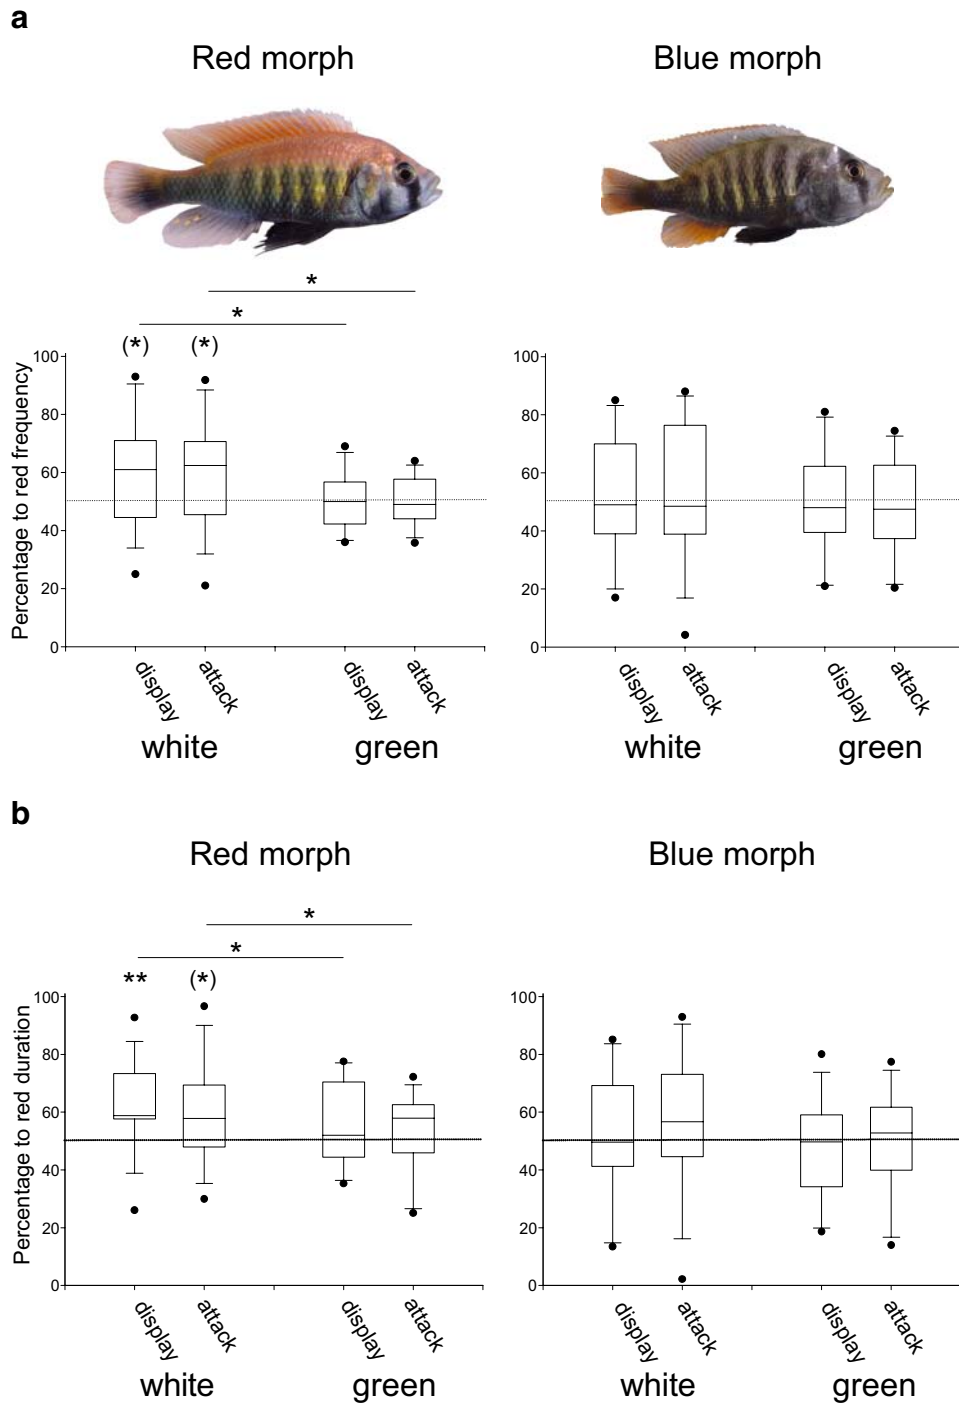 a
Red morph
Blue morph
*
*
(*)
(*)
Percentage to red frequency
100
80
60
40
20
0
display
attack
display
attack
white
green
100
80
60
40
20
0
display
attack
display
attack
white
green
b
Red morph
Blue morph
*
*
**
(*)
Percentage to red duration
100
80
60
40
20
0
display
attack
display
attack
white
green
100
80
60
40
20
0
display
attack
display
attack
white
green